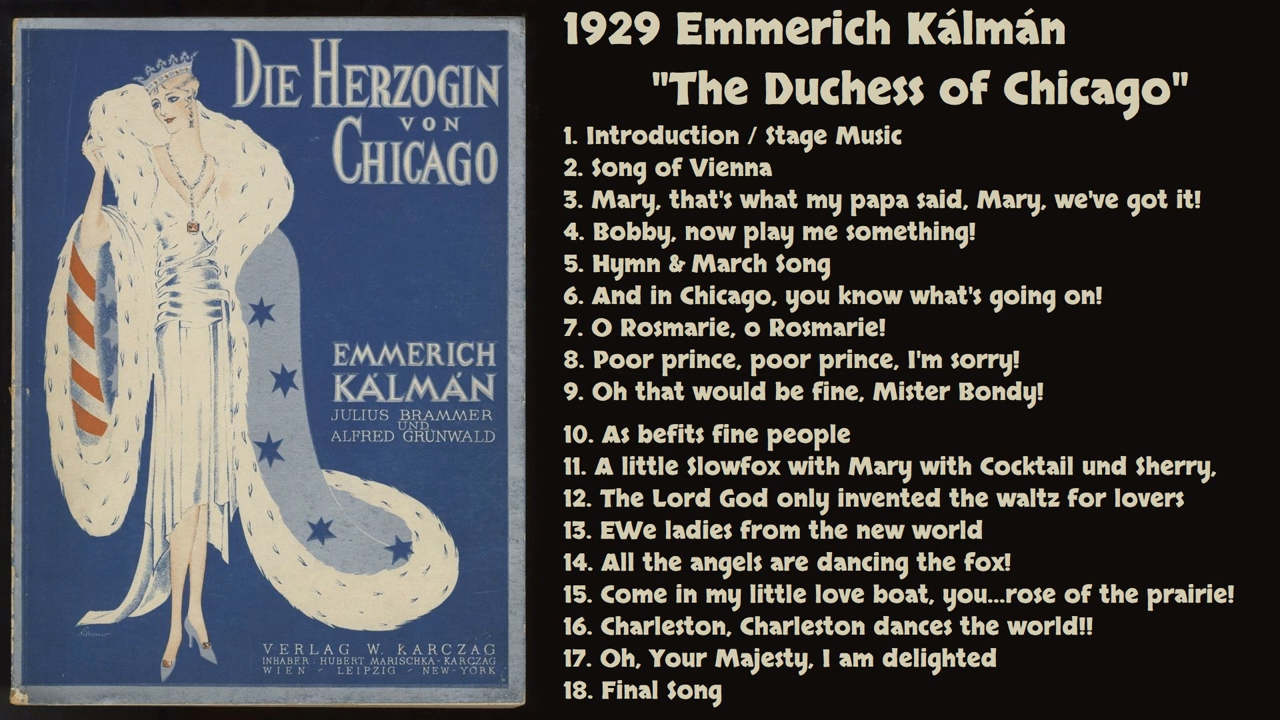 DIE HERZOGIN
VON
CHICAGO
EMMERICH
KÁLMÁN
JULIUS BRAMMER
UND
ALFRED GRÜNWALD
VERLAG W. KARCZAG
INHABER: HUBERT MARISCHKA-KARCZAG
WIEN - LEIPZIG - NEW-YORK
1929 Emmerich Kálmán
"The Duchess of Chicago"
1. Introduction / Stage Music
2. Song of Vienna
3. Mary, that's what my papa said, Mary, we've got it!
4. Bobby, now play me something!
5. Hymn & March Song
6. And in Chicago, you know what's going on!
7. O Rosmarie, o Rosmarie!
8. Poor prince, poor prince, I'm sorry!
9. Oh that would be fine, Mister Bondy!
10. As befits fine people
11. A little Slowfox with Mary with Cocktail und Sherry,
12. The Lord God only invented the waltz for lovers
13. EWe ladies from the new world
14. All the angels are dancing the fox!
15. Come in my little love boat, you...rose of the prairie!
16. Charleston, Charleston dances the world!!
17. Oh, Your Majesty, I am delighted
18. Final Song